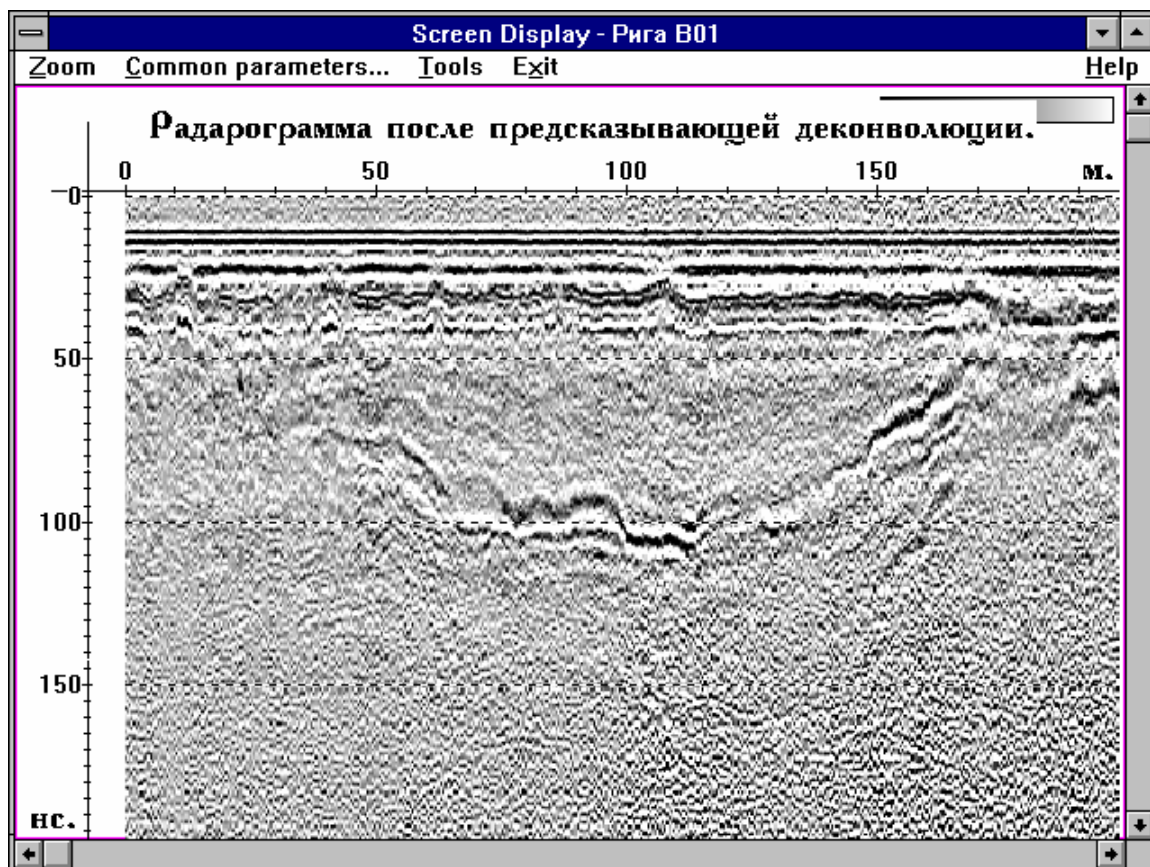 Screen Display - Рига B01
Zoom Common parameters... Tools Exit Help
Радарограмма после предсказывающей деконволюции.
0 50 100 150 м.
0
50
100
150
нс.